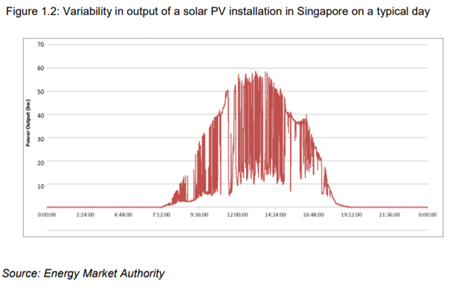 Figure 1.2: Variability in output of a solar PV installation in Singapore on a typical day
70
60
50
40
30
20
10
Power Output (kW)
0:00:00 2:24:00 4:48:00 7:12:00 9:36:00 12:00:00 14:24:00 16:48:00 19:12:00 21:36:00 0:00:00
Source: Energy Market Authority